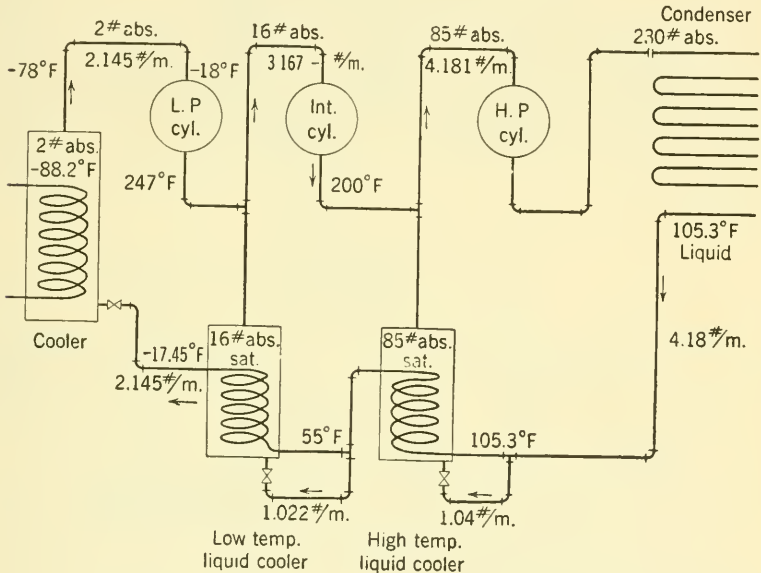 Condenser
2# abs.
16# abs.
85# abs.
230# abs.
2.145 #/m.
3 167 – #/m.
4.181#/m.
-78°F
-18°F
L. P
cyl.
Int.
cyl.
H. P
cyl.
2# abs.
-88.2°F
247°F
200°F
105.3°F
Liquid
Cooler
16# abs.
sat.
85# abs.
sat.
4.18 #/m.
-17.45°F
2.145#/m.
55°F
105.3°F
1.022#/m.
1.04#/m.
Low temp.
liquid cooler
High temp.
liquid cooler